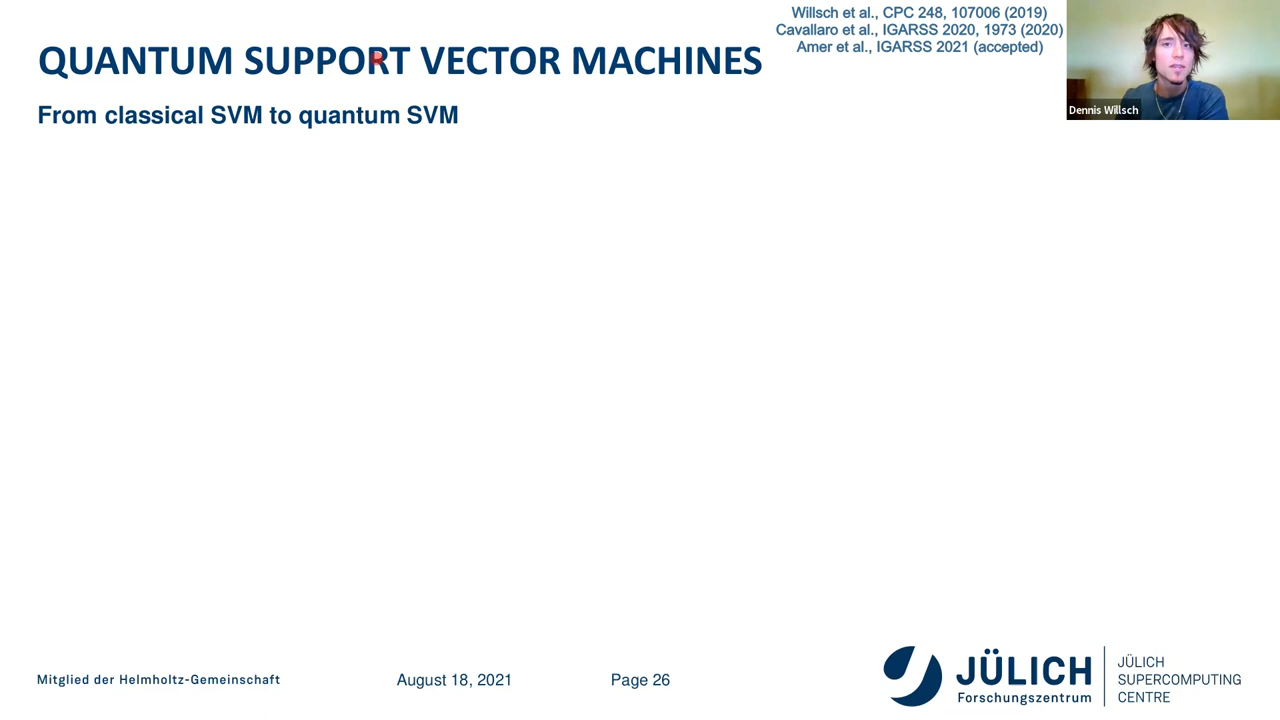 Willsch et al., CPC 248, 107006 (2019)
Cavallaro et al., IGARSS 2020, 1973 (2020)
Amer et al., IGARSS 2021 (accepted)
QUANTUM SUPPORT VECTOR MACHINES
From classical SVM to quantum SVM
Dennis Willsch
Mitglied der Helmholtz-Gemeinschaft
August 18, 2021
Page 26
JÜLICH
Forschungszentrum
JÜLICH
SUPERCOMPUTING
CENTRE